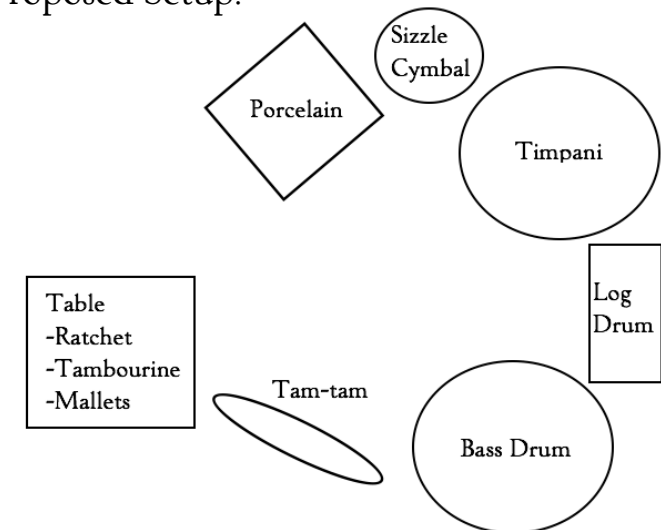 roposed Setup:
Sizzle
Cymbal
Porcelain
Timpani
Log
Drum
Table
-Ratchet
-Tambourine
-Mallets
Tam-tam
Bass Drum